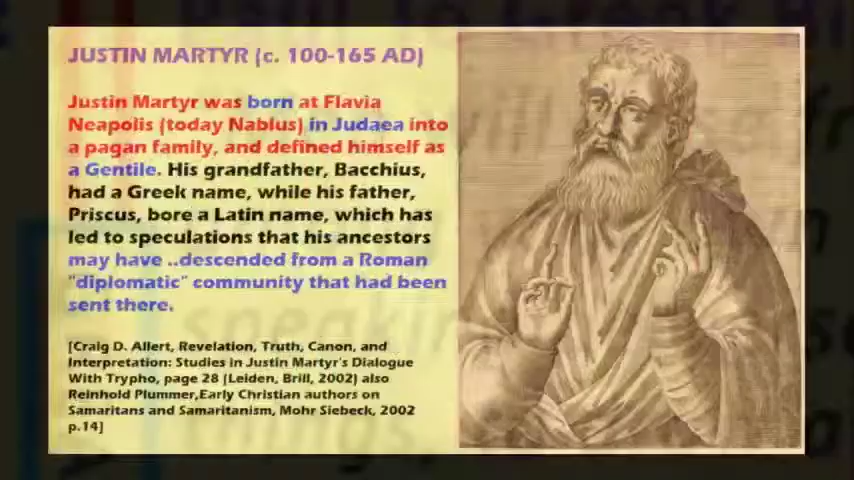 JUSTIN MARTYR (c. 100-165 AD)
Justin Martyr was born at Flavia
Neapolis (today Nablus) in Judaea into
a pagan family, and defined himself as
a Gentile. His grandfather, Bacchius,
had a Greek name, while his father,
Priscus, bore a Latin name, which has
led to speculations that his ancestors
may have ..descended from a Roman
"diplomatic" community that had been
sent there.
[Craig D. Allert, Revelation, Truth, Canon, and
Interpretation: Studies in Justin Martyr's Dialogue
With Trypho, page 28 (Leiden, Brill, 2002) also
Reinhold Plummer,Early Christian authors on
Samaritans and Samaritanism, Mohr Siebeck, 2002
p.14]